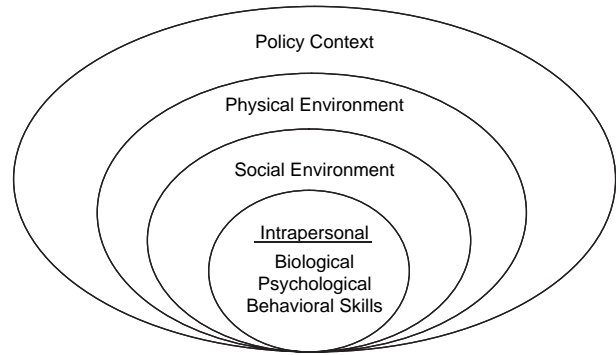 Policy Context
Physical Environment
Social Environment
Intrapersonal
Biological
Psychological
Behavioral Skills